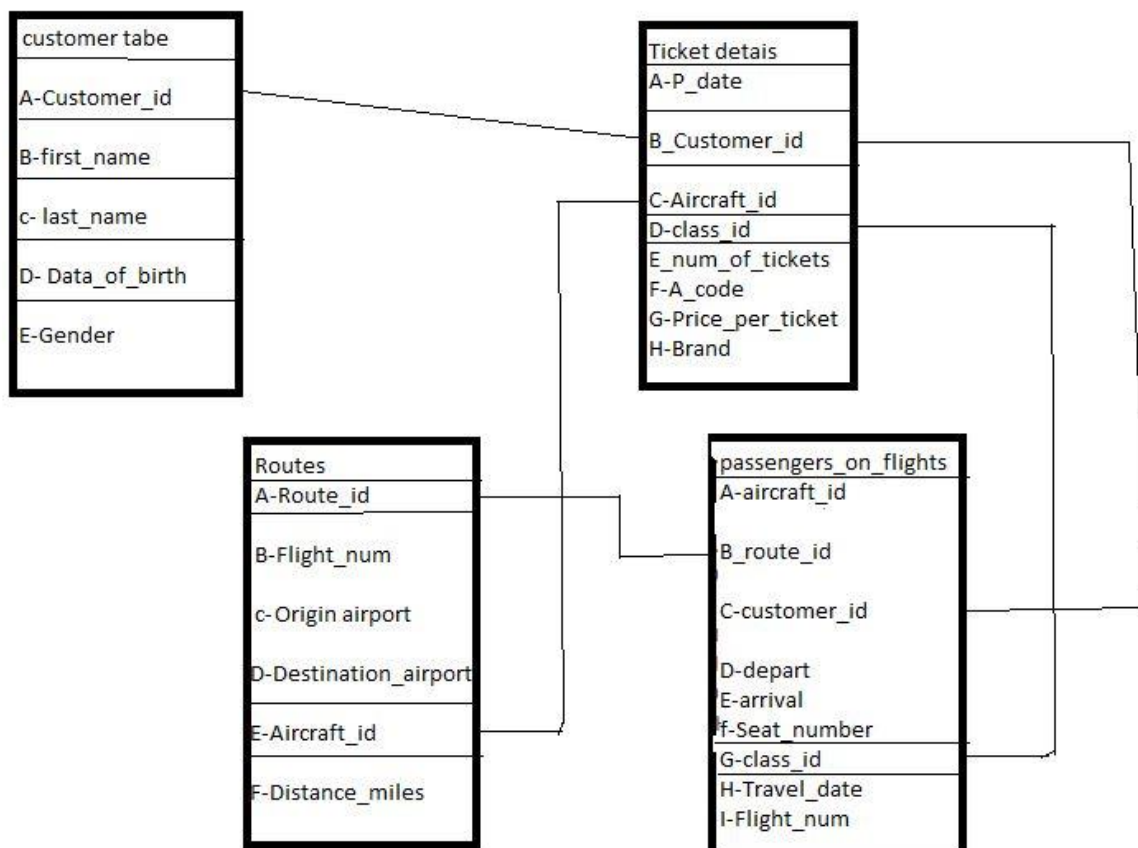 customer tabe
A-Customer_id
B-first_name
c- last_name
D- Data_of_birth
E-Gender
Ticket detais
A-P_date
B_Customer_id
C-Aircraft_id
D-class_id
E_num_of_tickets
F-A_code
G-Price_per_ticket
H-Brand
Routes
A-Route_id
B-Flight_num
c-Origin airport
D-Destination_airport
E-Aircraft_id
F-Distance_miles
passengers_on_flights
A-aircraft_id
B_route_id
C-customer_id
D-depart
E-arrival
f-Seat_number
G-class_id
H-Travel_date
I-Flight_num